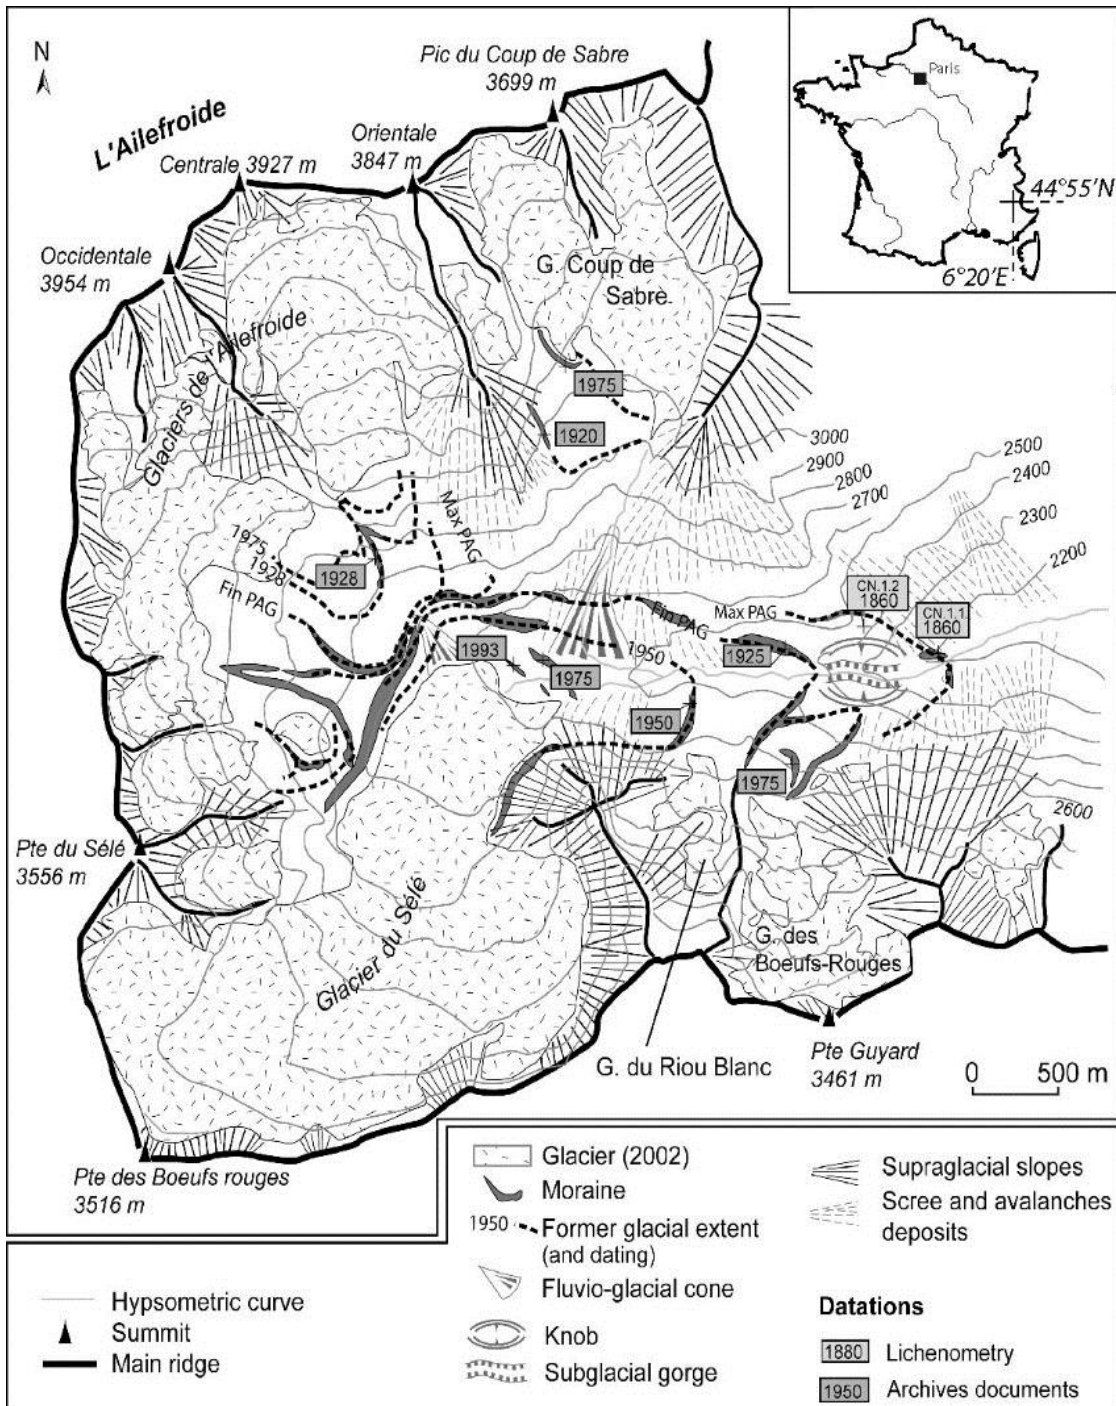 N
Pic du Coup de Sabre
3699 m
L'Ailefroide
Orientale
3847 m
Centrale 3927 m
Occidentale
3954 m
Paris
44°55'N
6°20'E
G. Coup de
Sabre
Glaciers de l'Ailefroide
1975
1920
3000
2900
2800
2700
2500
2400
2300
2200
Max PAG
1975
1928
Fin PAG
1928
CN.1.2
1860
CN.1.1
1860
Max PAG
Fin PAG
1925
1950
1993
1975
1950
1975
2600
Pte du Sélé
3556 m
Glacier du Sélé
G. des
Boeufs-Rouges
G. du Riou Blanc
Pte Guyard
3461 m
0 500 m
Pte des Boeufs rouges
3516 m
Glacier (2002)
Moraine
1950 Former glacial extent
(and dating)
Fluvio-glacial cone
Knob
Subglacial gorge
Supraglacial slopes
Scree and avalanches
deposits
Hypsometric curve
Summit
Main ridge
Datations
1880 Lichenometry
1950 Archives documents